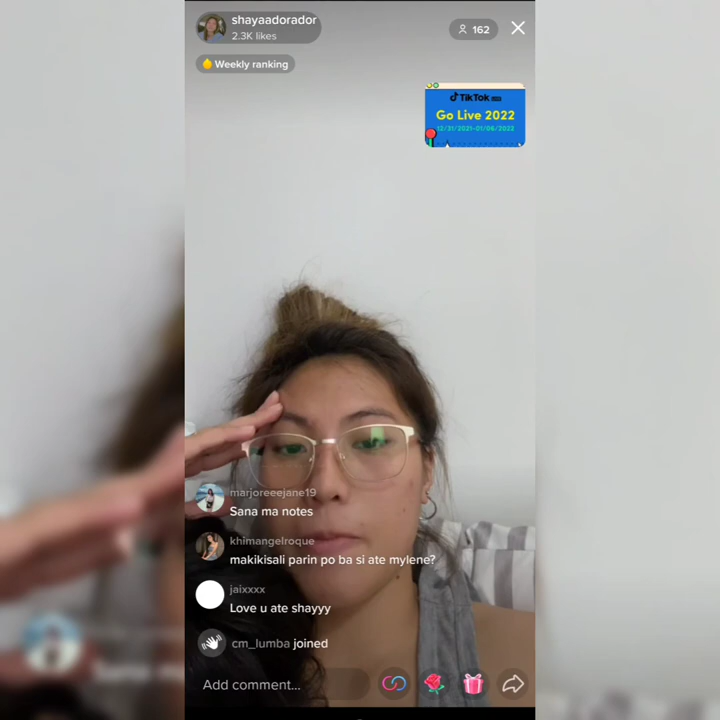 shayaadorador
2.3K likes
162
Weekly ranking
TikTok
Go Live 2022
12/31/2021-01/06/2022
marjoreeejane19
Sana ma notes
khimangelroque
makikisali parin po ba si ate mylene?
jaixxxx
Love u ate shayyy
cm_lumba joined
Add comment...